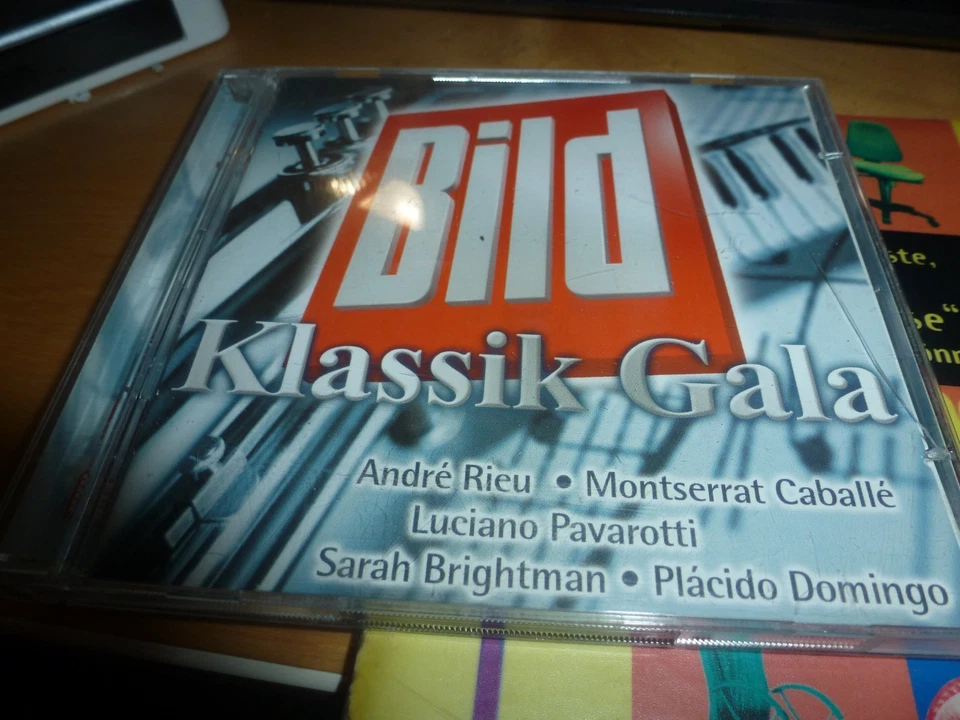 Bild
Klassik Gala
André Rieu • Montserrat Caballé
Luciano Pavarotti
Sarah Brightman • Plácido Domingo